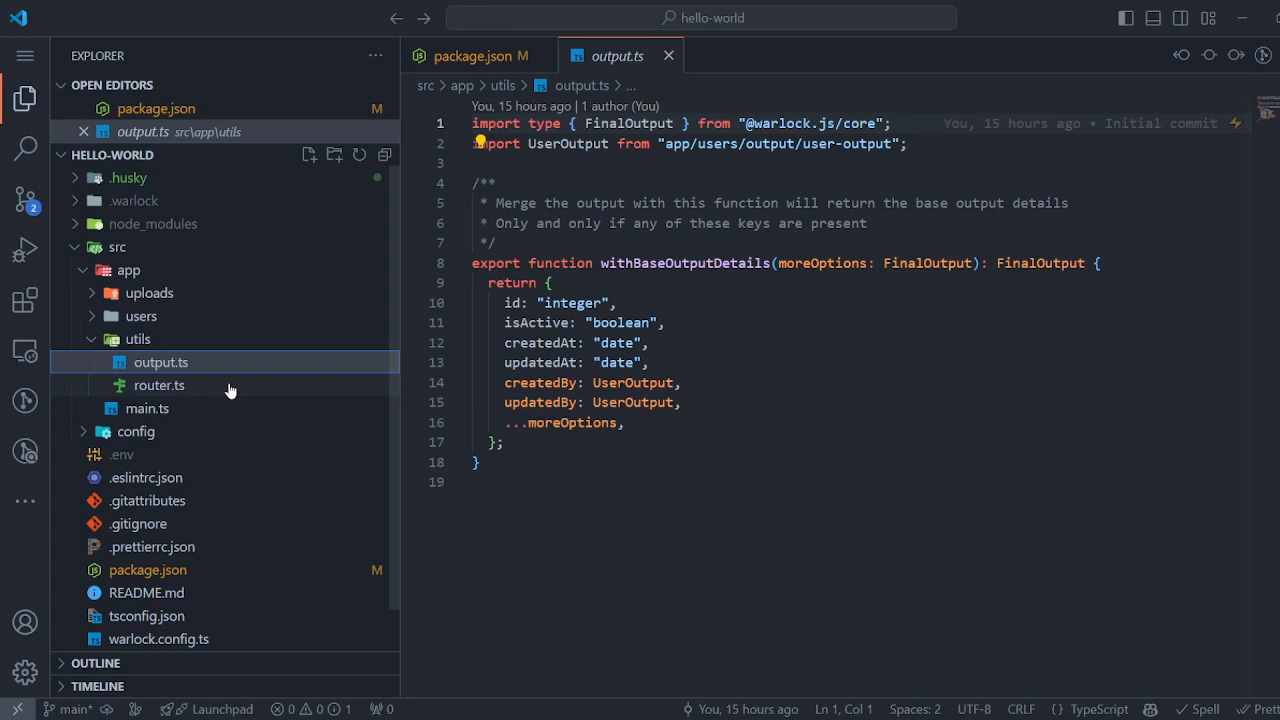 hello-world
EXPLORER
OPEN EDITORS
package.json M
output.ts src\app\utils
HELLO-WORLD
.husky
.warlock
node_modules
src
app
uploads
users
utils
output.ts
router.ts
main.ts
config
.env
.eslintrc.json
.gitattributes
.gitignore
.prettierrc.json
package.json M
README.md
tsconfig.json
warlock.config.ts
OUTLINE
TIMELINE
2
package.json M
output.ts
src > app > utils > output.ts > ...
You, 15 hours ago | 1 author (You)
1 import type { FinalOutput } from "@warlock.js/core"; You, 15 hours ago • Initial commit
2 import UserOutput from "app/users/output/user-output";
3
4 /**
5 * Merge the output with this function will return the base output details
6 * Only and only if any of these keys are present
7 */
8 export function withBaseOutputDetails(moreOptions: FinalOutput): FinalOutput {
9 return {
10 id: "integer",
11 isActive: "boolean",
12 createdAt: "date",
13 updatedAt: "date",
14 createdBy: UserOutput,
15 updatedBy: UserOutput,
16 ...moreOptions,
17 };
18 }
19
main* Launchpad 0 0 1 0 You, 15 hours ago Ln 1, Col 1 Spaces: 2 UTF-8 CRLF {} TypeScript Spell Prett